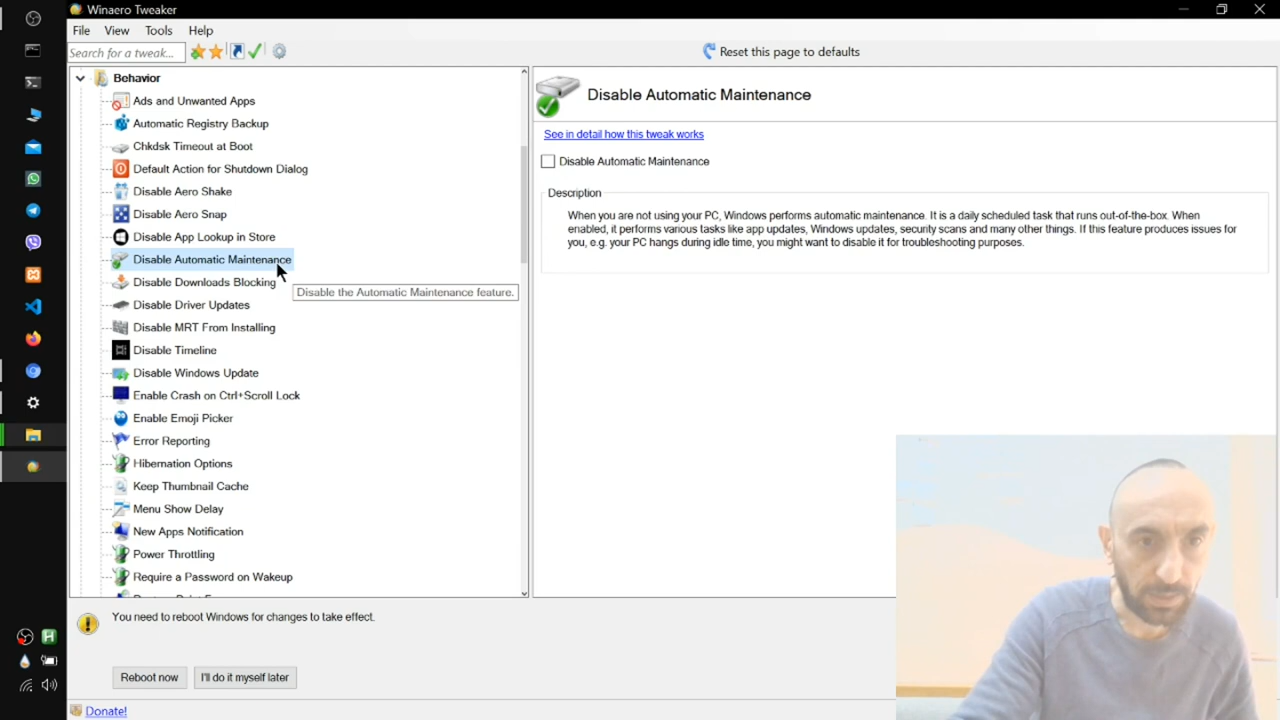 Winaero Tweaker
File View Tools Help
Search for a tweak...
Reset this page to defaults
Behavior
Ads and Unwanted Apps
Automatic Registry Backup
Chkdsk Timeout at Boot
Default Action for Shutdown Dialog
Disable Aero Shake
Disable Aero Snap
Disable App Lookup in Store
Disable Automatic Maintenance
Disable Downloads Blocking
Disable the Automatic Maintenance feature.
Disable Driver Updates
Disable MRT From Installing
Disable Timeline
Disable Windows Update
Enable Crash on Ctrl+Scroll Lock
Enable Emoji Picker
Error Reporting
Hibernation Options
Keep Thumbnail Cache
Menu Show Delay
New Apps Notification
Power Throttling
Require a Password on Wakeup
Disable Automatic Maintenance
See in detail how this tweak works
Disable Automatic Maintenance
Description
When you are not using your PC, Windows performs automatic maintenance. It is a daily scheduled task that runs out-of-the-box. When
enabled, it performs various tasks like app updates, Windows updates, security scans and many other things. If this feature produces issues for
you, e.g. your PC hangs during idle time, you might want to disable it for troubleshooting purposes.
You need to reboot Windows for changes to take effect.
Reboot now I'll do it myself later
Donate!